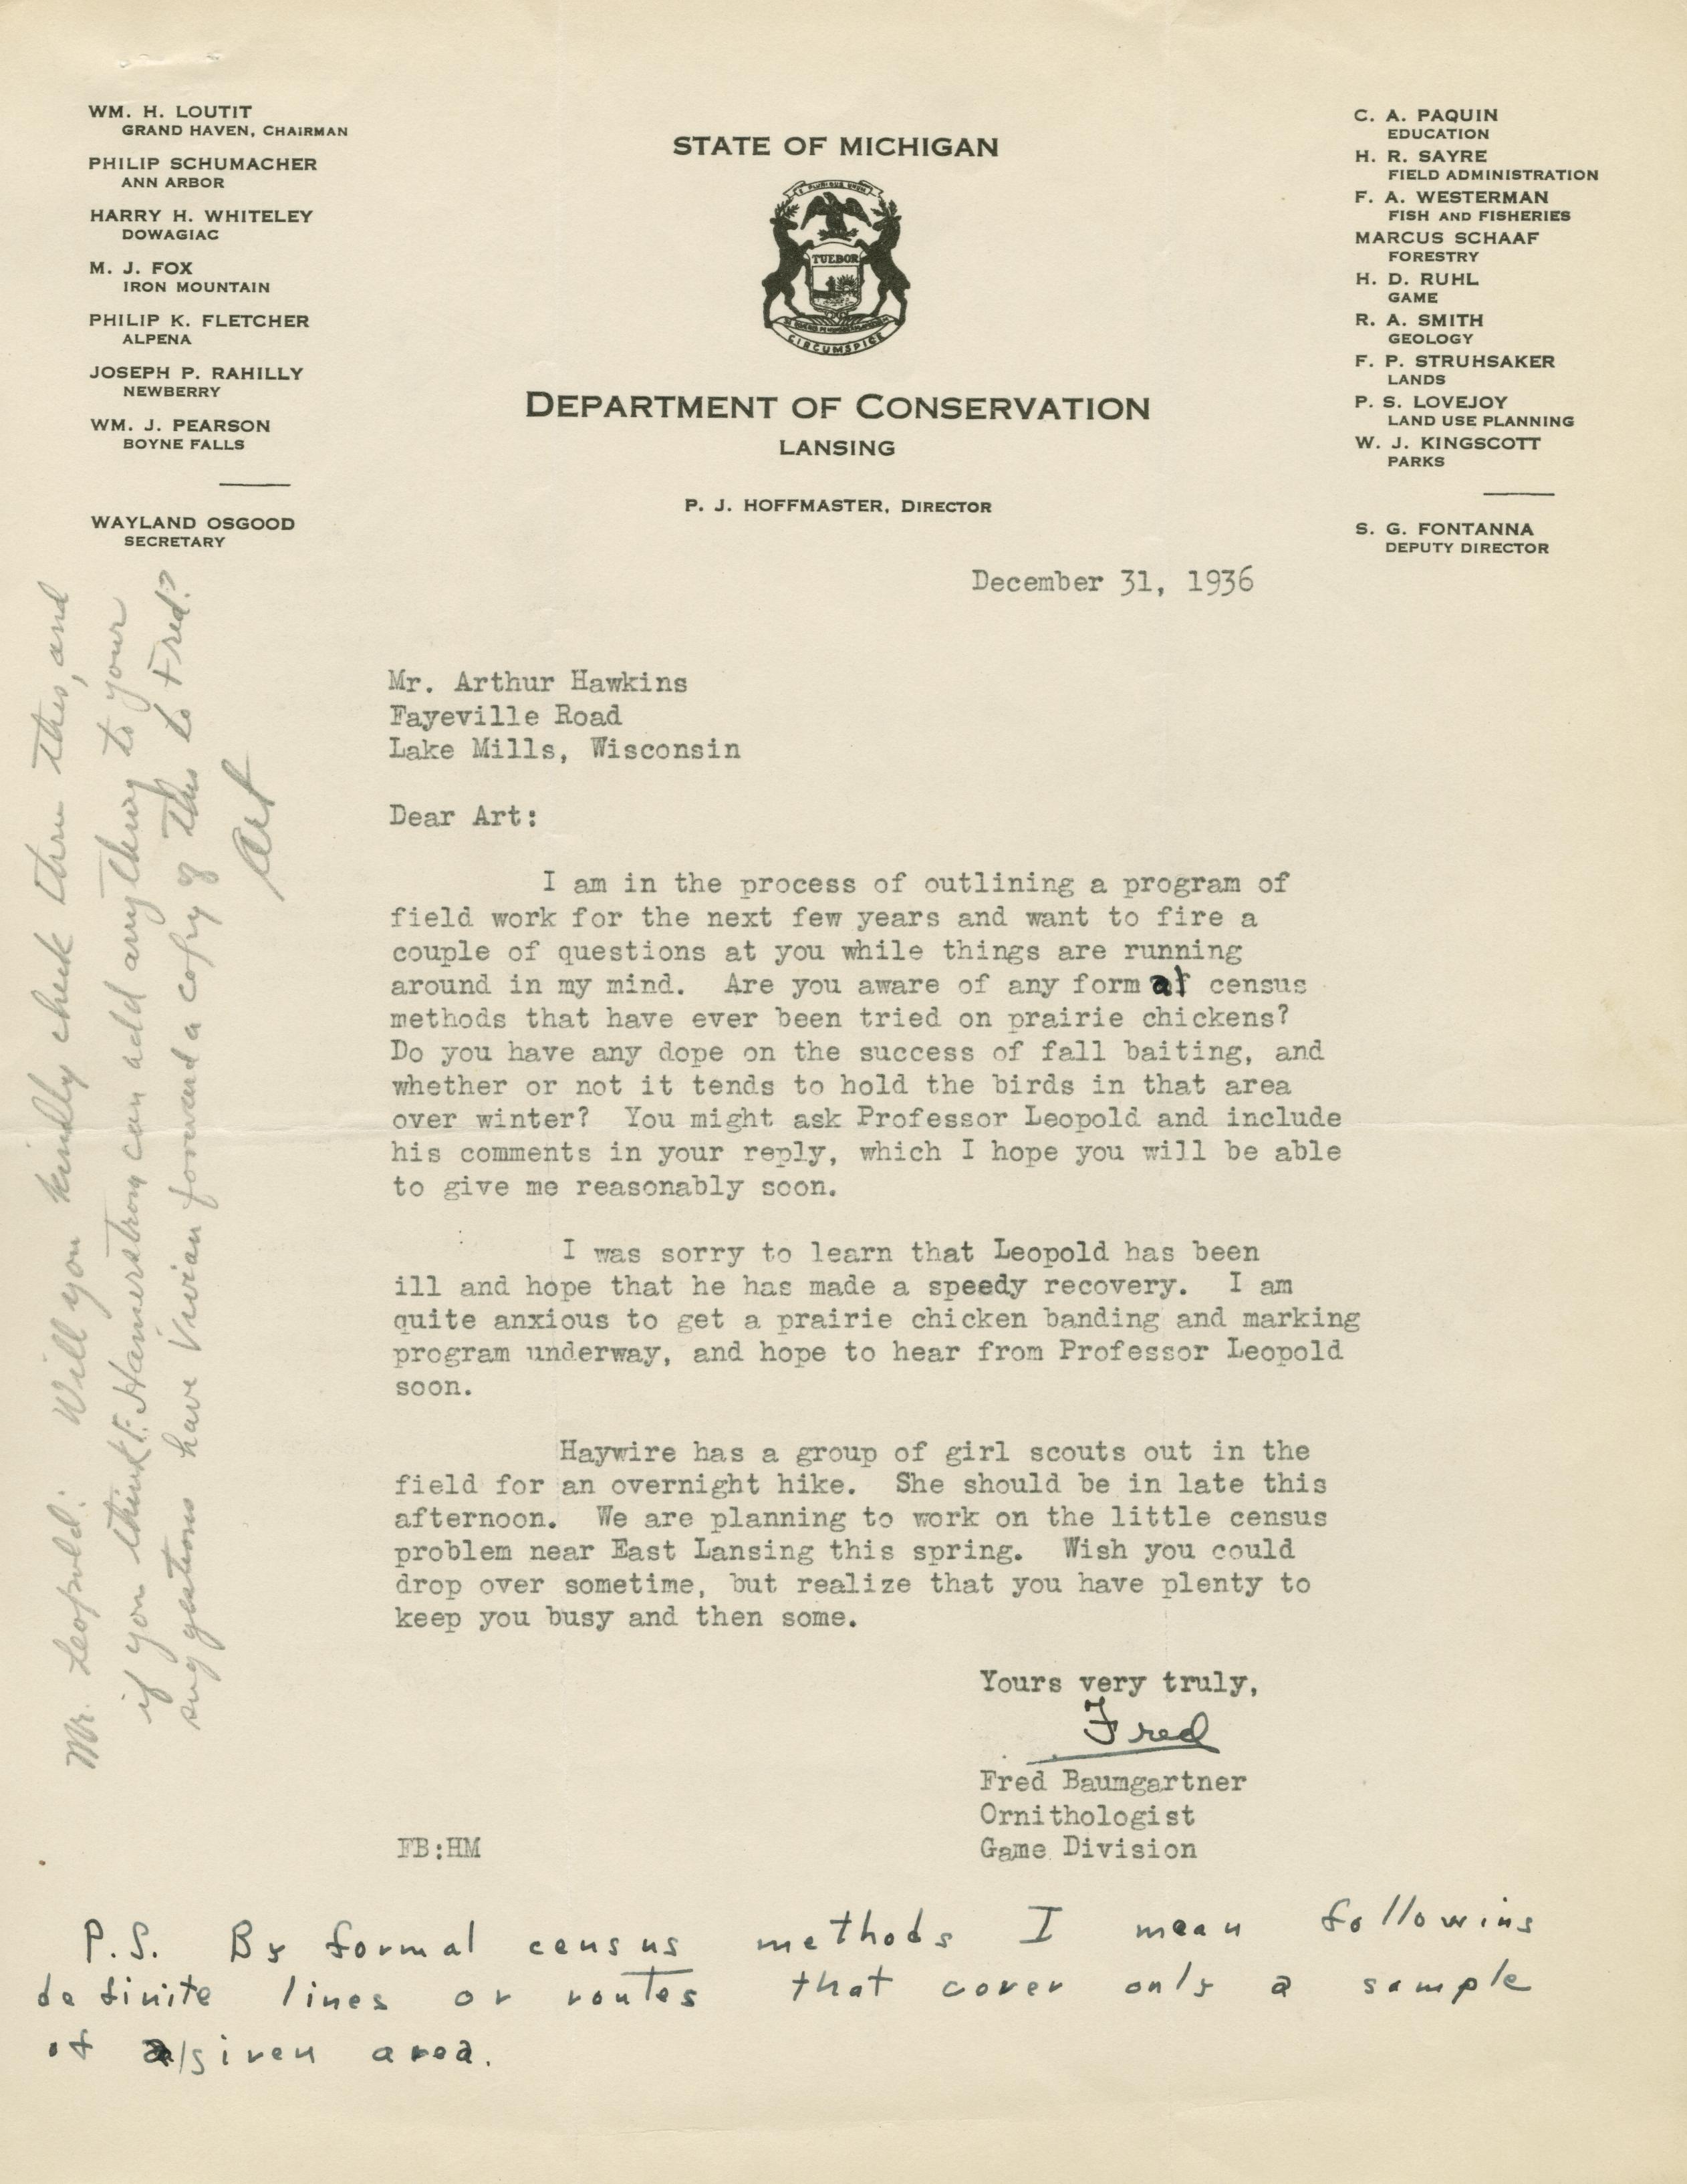 WM. H. LOUTIT
GRAND HAVEN, CHAIRMAN
PHILIP SCHUMACHER
ANN ARBOR
HARRY H. WHITELEY
DOWAGIAC
M. J. FOX
IRON MOUNTAIN
PHILIP K. FLETCHER
ALPENA
JOSEPH P. RAHILLY
NEWBERRY
WM. J. PEARSON
BOYNE FALLS
WAYLAND OSGOOD
SECRETARY
STATE OF MICHIGAN
E PLURIBUS UNUM
TUEBOR
CIRCUMSPICE
DEPARTMENT OF CONSERVATION
LANSING
P. J. HOFFMASTER, DIRECTOR
C. A. PAQUIN
EDUCATION
H. R. SAYRE
FIELD ADMINISTRATION
F. A. WESTERMAN
FISH AND FISHERIES
MARCUS SCHAAF
FORESTRY
H. D. RUHL
GAME
R. A. SMITH
GEOLOGY
F. P. STRUHSAKER
LANDS
P. S. LOVEJOY
LAND USE PLANNING
W. J. KINGSCOTT
PARKS
S. G. FONTANNA
DEPUTY DIRECTOR
December 31, 1936
Mr. Arthur Hawkins
Fayeville Road
Lake Mills, Wisconsin
Dear Art:
I am in the process of outlining a program of
field work for the next few years and want to fire a
couple of questions at you while things are running
around in my mind. Are you aware of any formal census
methods that have ever been tried on prairie chickens?
Do you have any dope on the success of fall baiting, and
whether or not it tends to hold the birds in that area
over winter? You might ask Professor Leopold and include
his comments in your reply, which I hope you will be able
to give me reasonably soon.
I was sorry to learn that Leopold has been
ill and hope that he has made a speedy recovery. I am
quite anxious to get a prairie chicken banding and marking
program underway, and hope to hear from Professor Leopold
soon.
Haywire has a group of girl scouts out in the
field for an overnight hike. She should be in late this
afternoon. We are planning to work on the little census
problem near East Lansing this spring. Wish you could
drop over sometime, but realize that you have plenty to
keep you busy and then some.
Yours very truly,
Fred
Fred Baumgartner
Ornithologist
Game Division
FB:HM
P.S. By formal census methods I mean following
definite lines or routes that cover only a sample
of a given area.
Mr. Leopold: Will you kindly check thru this, and
if you think F. Hamerstrom can add anything to your
suggestions have Vivian forward a copy of this to Fred?
Art